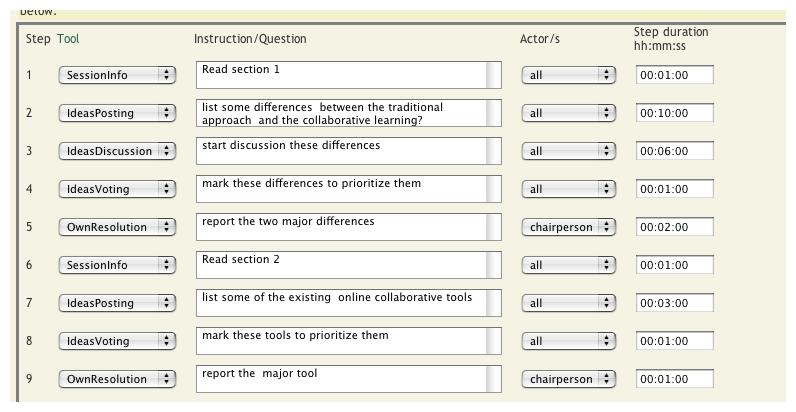 below.
Step Tool Instruction/Question Actor/s Step duration
hh:mm:ss
1 SessionInfo Read section 1 all 00:01:00
2 IdeasPosting list some differences between the traditional
approach and the collaborative learning? all 00:10:00
3 IdeasDiscussion start discussion these differences all 00:06:00
4 IdeasVoting mark these differences to prioritize them all 00:01:00
5 OwnResolution report the two major differences chairperson 00:02:00
6 SessionInfo Read section 2 all 00:01:00
7 IdeasPosting list some of the existing online collaborative tools all 00:03:00
8 IdeasVoting mark these tools to prioritize them all 00:01:00
9 OwnResolution report the major tool chairperson 00:01:00